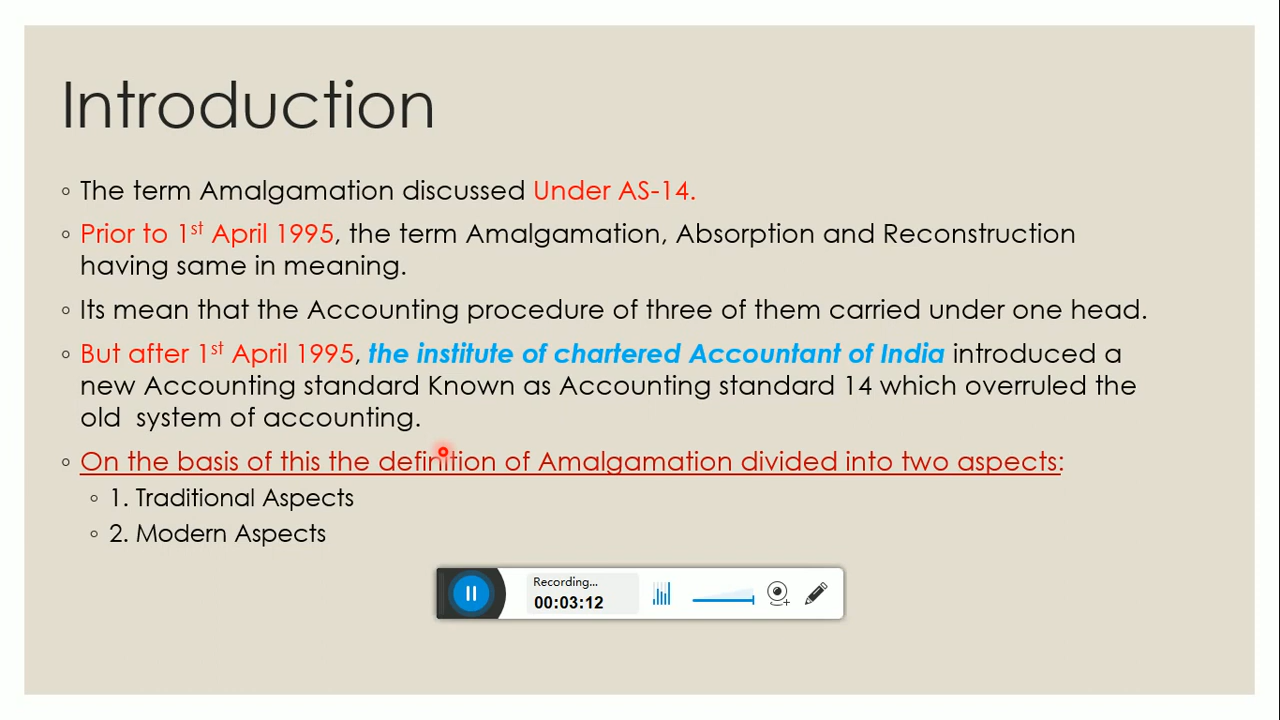 Introduction
The term Amalgamation discussed Under AS-14.
Prior to 1st April 1995, the term Amalgamation, Absorption and Reconstruction
having same in meaning.
Its mean that the Accounting procedure of three of them carried under one head.
But after 1st April 1995, the institute of chartered Accountant of India introduced a
new Accounting standard Known as Accounting standard 14 which overruled the
old  system of accounting.
On the basis of this the definition of Amalgamation divided into two aspects:
1. Traditional Aspects
2. Modern Aspects
Recording...
00:03:12